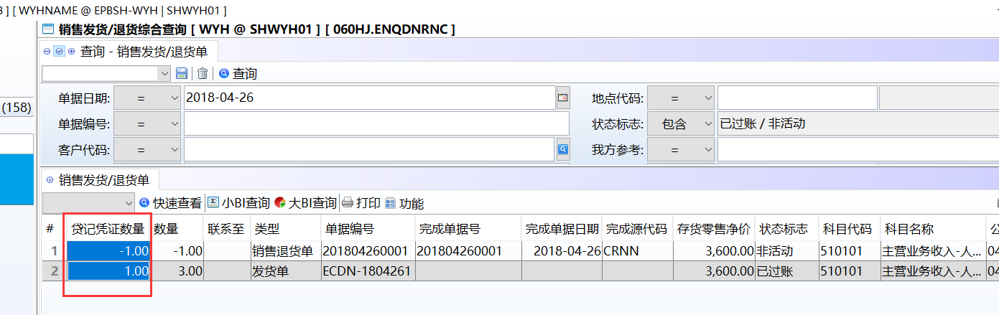 3 ] [ WYHNAME @ EPBSH-WYH | SHWYH01 ]
销售发货/退货综合查询 [ WYH @ SHWYH01 ] [ 060HJ.ENQDNRNC ]
查询 - 销售发货/退货单
查询
(158)
单据日期: = 2018-04-26 地点代码: =
单据编号: = 状态标志: 包含 已过账 / 非活动
客户代码: = 我方参考: =
销售发货/退货单
快速查看 小BI查询 大BI查询 打印 功能
# 贷记凭证数量 数量 联系至 类型 单据编号 完成单据号 完成单据日期 完成源代码 存货零售净价 状态标志 科目代码 科目名称 公
1 -1.00 -1.00 销售退货单 201804260001 201804260001 2018-04-26 CRNN 3,600.00 非活动 510101 主营业务收入-人... 04
2 1.00 3.00 发货单 ECDN-1804261 3,600.00 已过账 510101 主营业务收入-人... 04